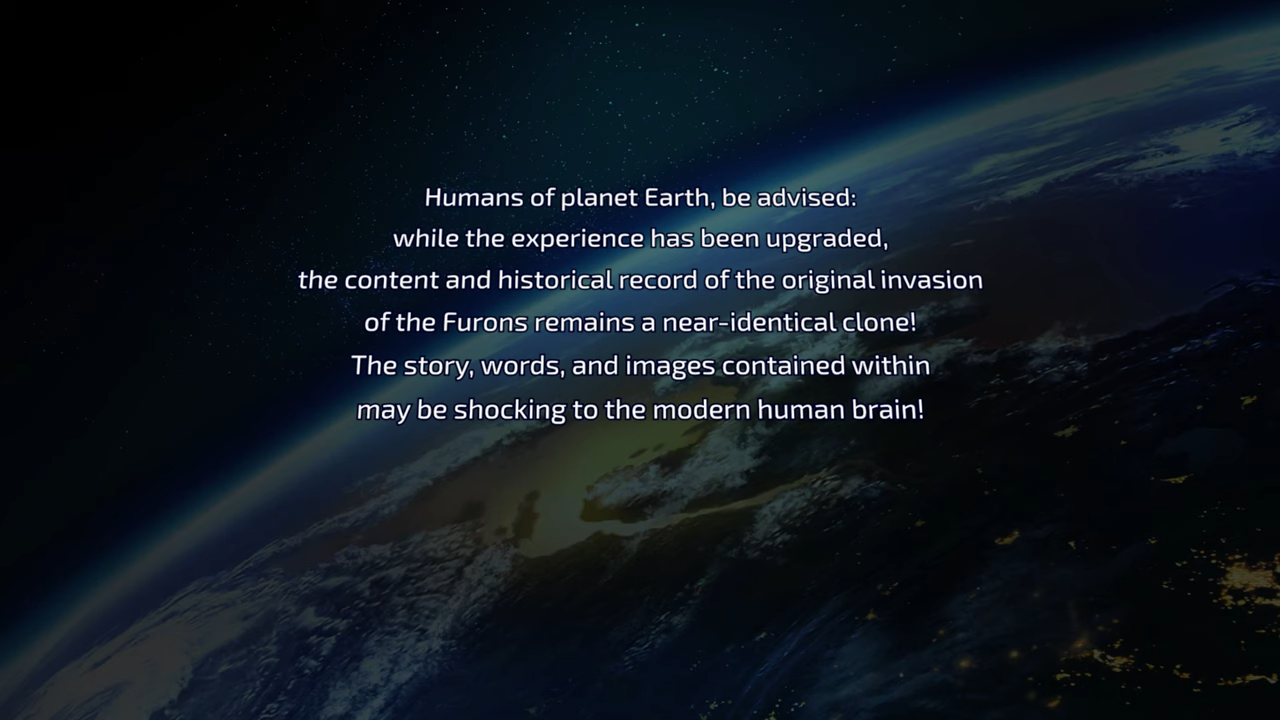 Humans of planet Earth, be advised:
while the experience has been upgraded,
the content and historical record of the original invasion
of the Furons remains a near-identical clone!
The story, words, and images contained within
may be shocking to the modern human brain!